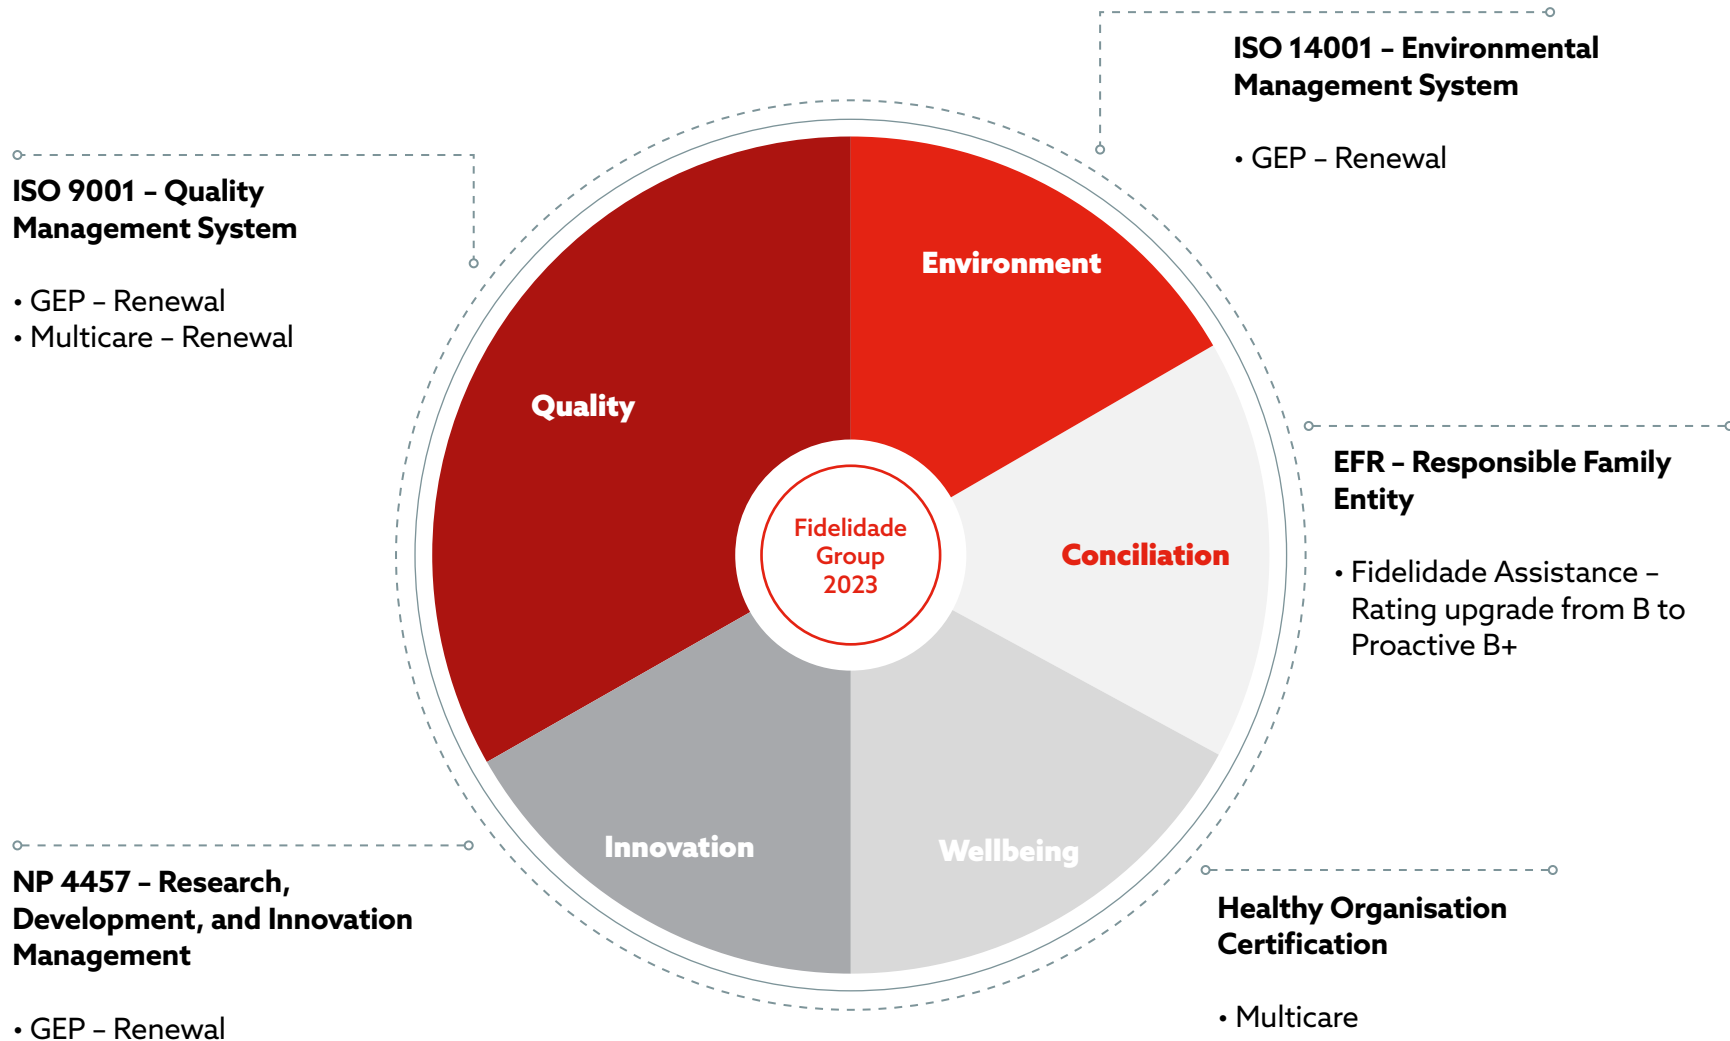 ISO 14001 – Environmental
Management System
• GEP – Renewal
ISO 9001 – Quality
Management System
• GEP – Renewal
• Multicare – Renewal
Environment
Quality
EFR – Responsible Family
Entity
• Fidelidade Assistance –
Rating upgrade from B to
Proactive B+
Fidelidade
Group
2023
Conciliation
Innovation
Wellbeing
NP 4457 – Research,
Development, and Innovation
Management
• GEP – Renewal
Healthy Organisation
Certification
• Multicare